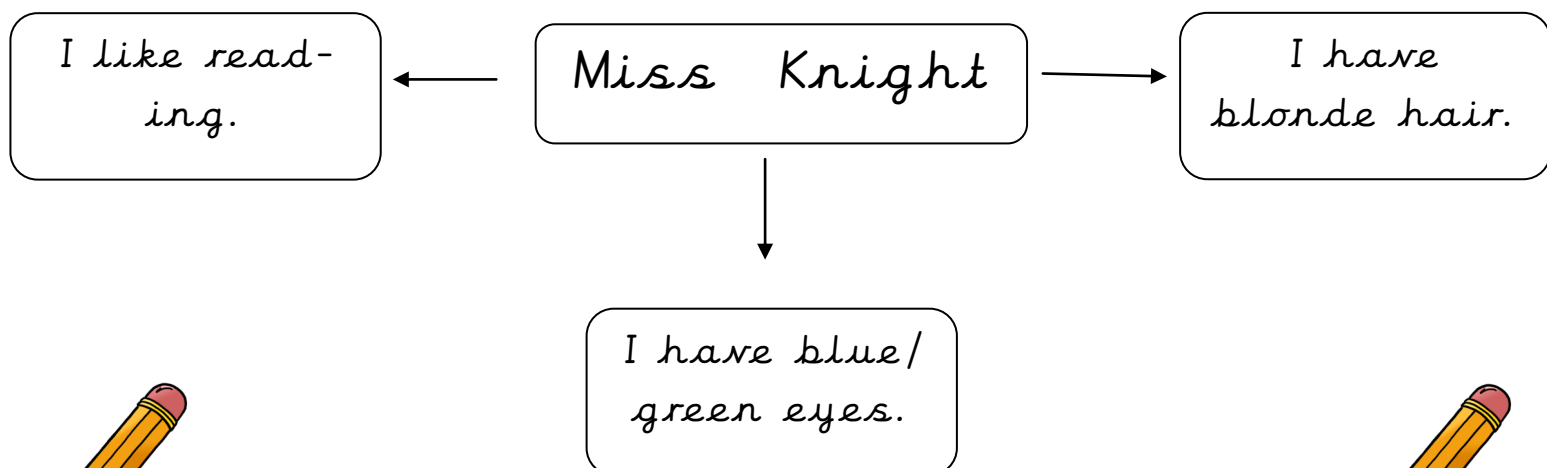 I like read-
ing.
Miss Knight
I have
blonde hair.
I have blue/
green eyes.